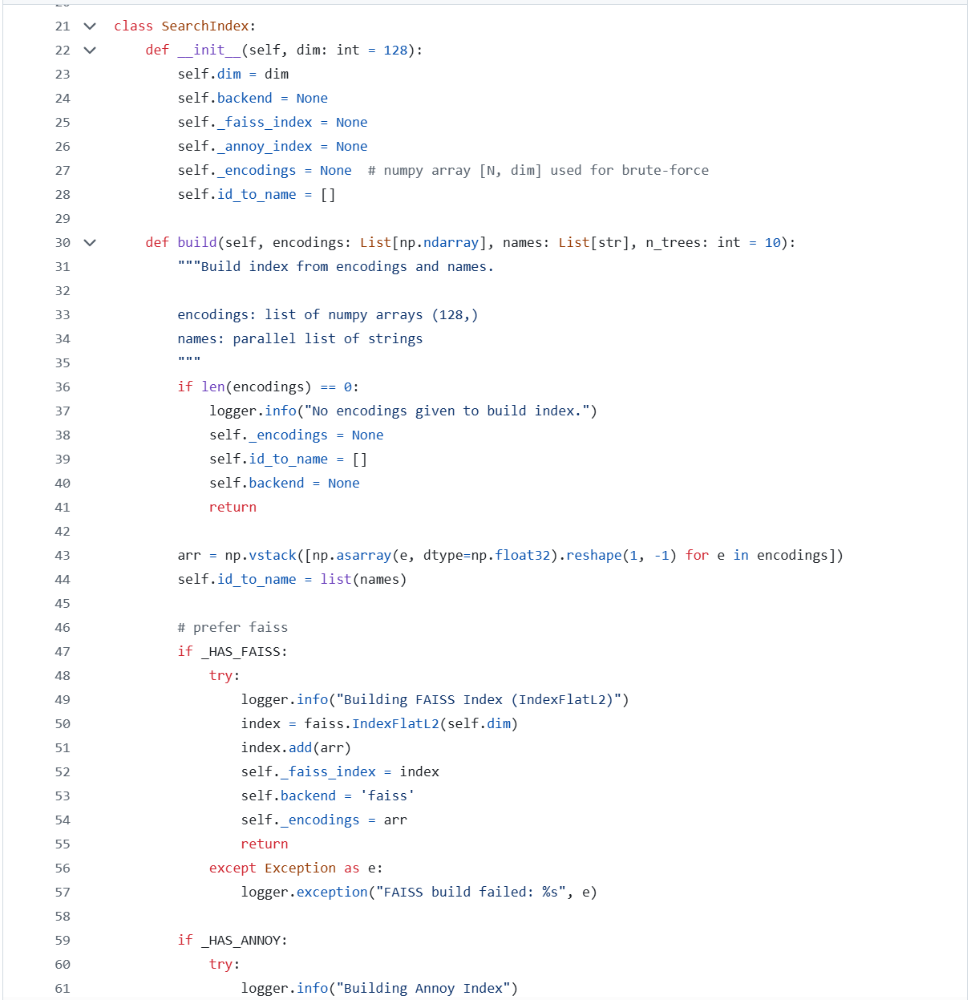 21 class SearchIndex:
22     def __init__(self, dim: int = 128):
23         self.dim = dim
24         self.backend = None
25         self._faiss_index = None
26         self._annoy_index = None
27         self._encodings = None  # numpy array [N, dim] used for brute-force
28         self.id_to_name = []
29
30     def build(self, encodings: List[np.ndarray], names: List[str], n_trees: int = 10):
31         """Build index from encodings and names.
32
33         encodings: list of numpy arrays (128,)
34         names: parallel list of strings
35         """
36         if len(encodings) == 0:
37             logger.info("No encodings given to build index.")
38             self._encodings = None
39             self.id_to_name = []
40             self.backend = None
41             return
42
43         arr = np.vstack([np.asarray(e, dtype=np.float32).reshape(1, -1) for e in encodings])
44         self.id_to_name = list(names)
45
46         # prefer faiss
47         if _HAS_FAISS:
48             try:
49                 logger.info("Building FAISS Index (IndexFlatL2)")
50                 index = faiss.IndexFlatL2(self.dim)
51                 index.add(arr)
52                 self._faiss_index = index
53                 self.backend = 'faiss'
54                 self._encodings = arr
55                 return
56             except Exception as e:
57                 logger.exception("FAISS build failed: %s", e)
58
59         if _HAS_ANNOY:
60             try:
61                 logger.info("Building Annoy Index")